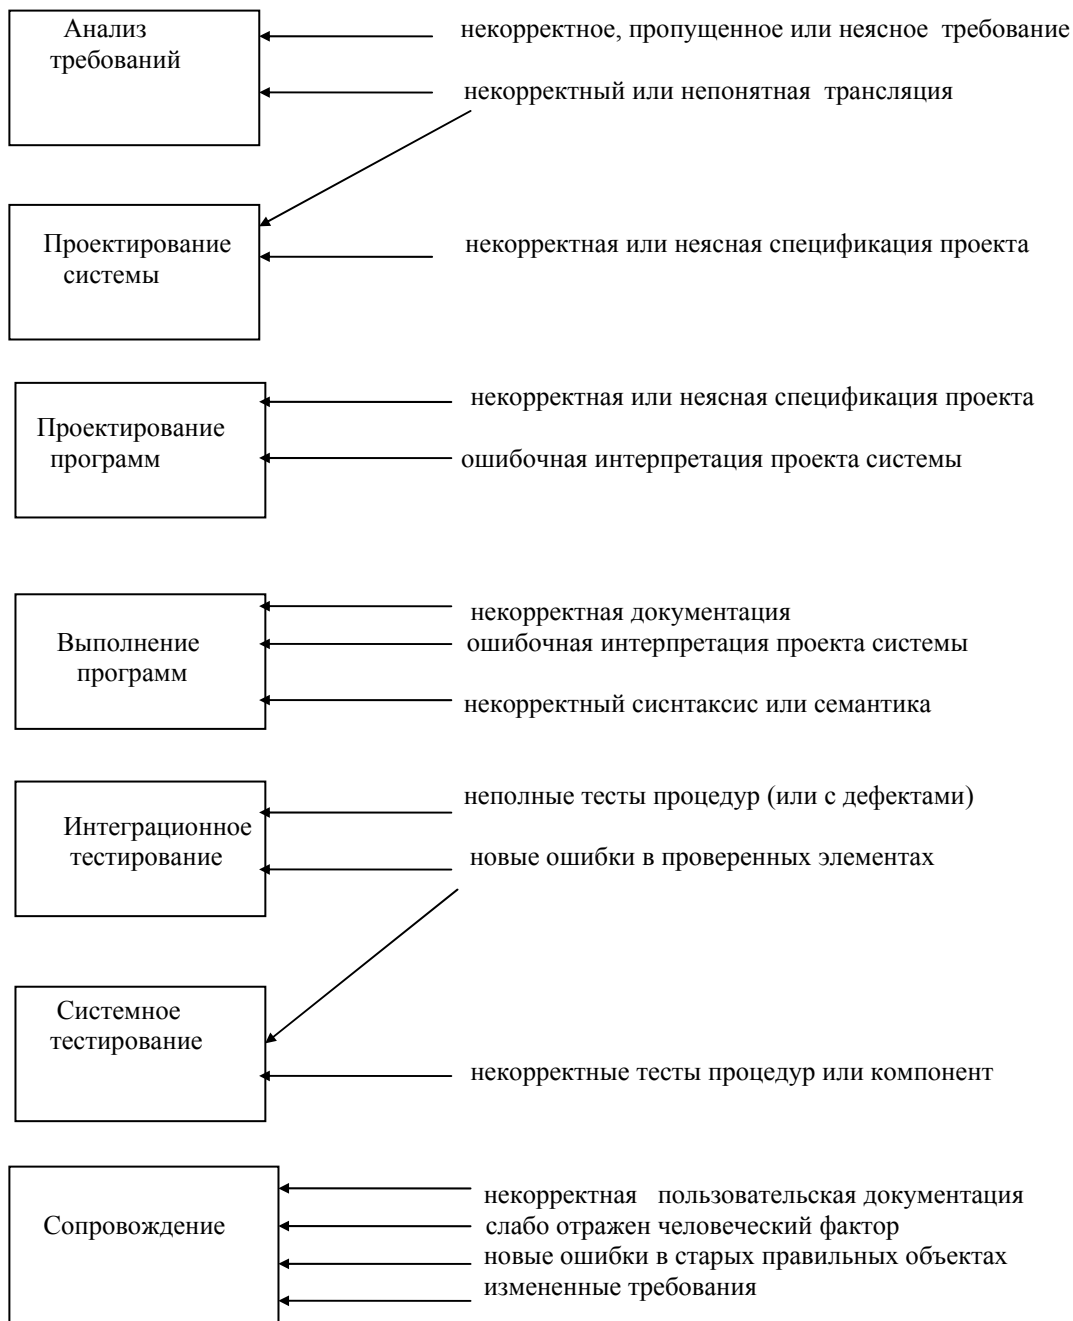 Анализ
требований
некорректное, пропущенное или неясное требование
некорректный или непонятная трансляция
Проектирование
системы
некорректная или неясная спецификация проекта
Проектирование
программ
некорректная или неясная спецификация проекта
ошибочная интерпретация проекта системы
Выполнение
программ
некорректная документация
ошибочная интерпретация проекта системы
некорректный сиснтаксис или семантика
Интеграционное
тестирование
неполные тесты процедур (или с дефектами)
новые ошибки в проверенных элементах
Системное
тестирование
некорректные тесты процедур или компонент
Сопровождение
некорректная пользовательская документация
слабо отражен человеческий фактор
новые ошибки в старых правильных объектах
измененные требования